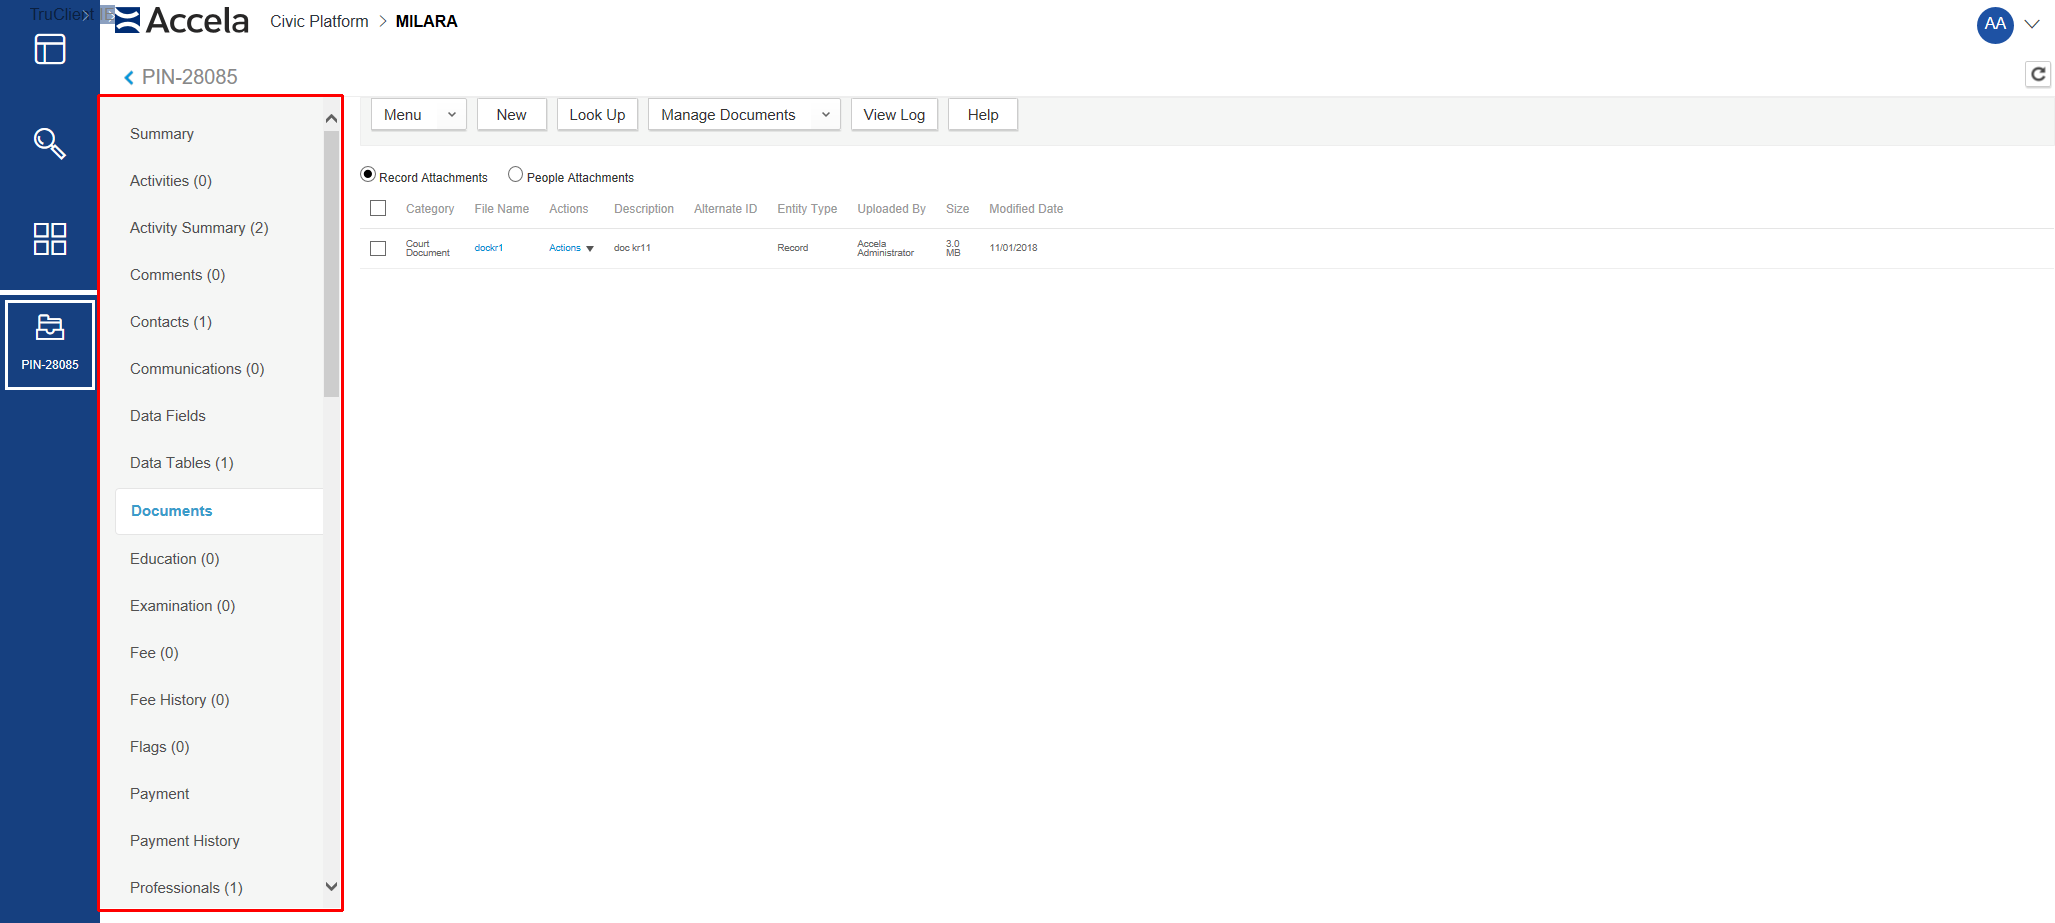 TruClient
Accela
Civic Platform > MILARA
AA
PIN-28085
PIN-28085
Summary
Activities (0)
Activity Summary (2)
Comments (0)
Contacts (1)
Communications (0)
Data Fields
Data Tables (1)
Documents
Education (0)
Examination (0)
Fee (0)
Fee History (0)
Flags (0)
Payment
Payment History
Professionals (1)
Menu New Look Up Manage Documents View Log Help
Record Attachments People Attachments
Category File Name Actions Description Alternate ID Entity Type Uploaded By Size Modified Date
Court Document dockr1 Actions doc kr11 Record Accela Administrator 3.0 MB 11/01/2018